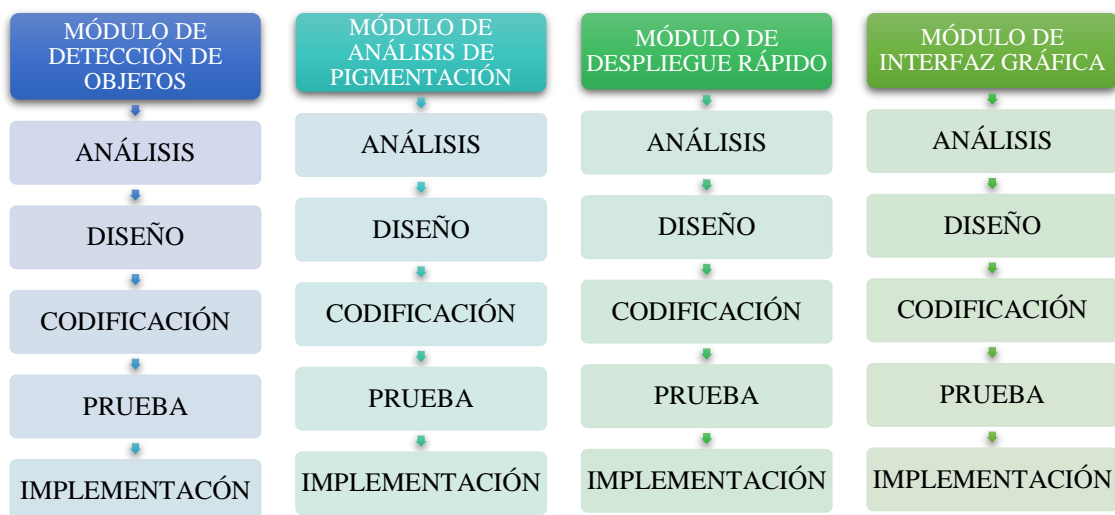 MÓDULO DE
DETECCIÓN DE
OBJETOS
ANÁLISIS
DISEÑO
CODIFICACIÓN
PRUEBA
IMPLEMENTACÓN
MÓDULO DE
ANÁLISIS DE
PIGMENTACIÓN
ANÁLISIS
DISEÑO
CODIFICACIÓN
PRUEBA
IMPLEMENTACIÓN
MÓDULO DE
DESPLIEGUE RÁPIDO
ANÁLISIS
DISEÑO
CODIFICACIÓN
PRUEBA
IMPLEMENTACIÓN
MÓDULO DE
INTERFAZ GRÁFICA
ANÁLISIS
DISEÑO
CODIFICACIÓN
PRUEBA
IMPLEMENTACIÓN